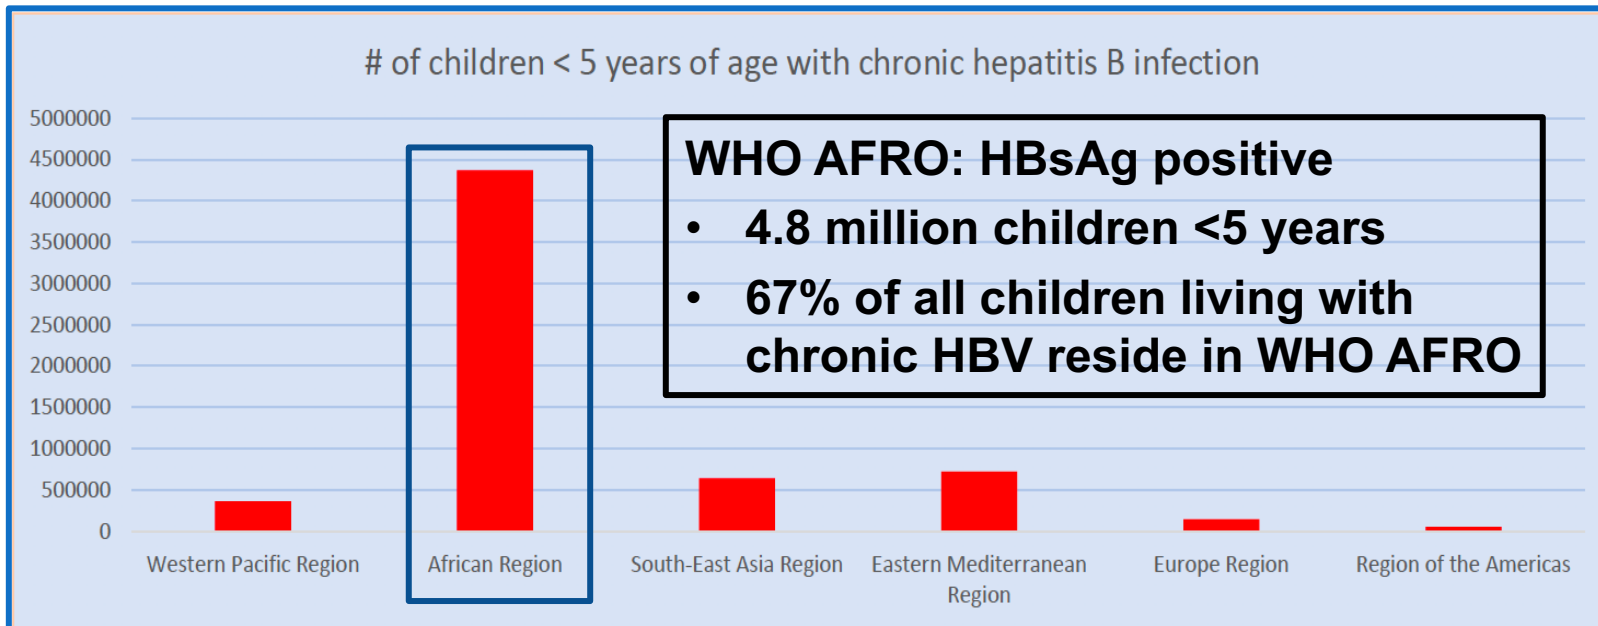 # of children < 5 years of age with chronic hepatitis B infection
5000000
4500000
4000000
3500000
3000000
2500000
2000000
1500000
1000000
500000
0
WHO AFRO: HBsAg positive
• 4.8 million children <5 years
• 67% of all children living with
chronic HBV reside in WHO AFRO
Western Pacific Region
African Region
South-East Asia Region
Eastern Mediterranean
Region
Europe Region
Region of the Americas